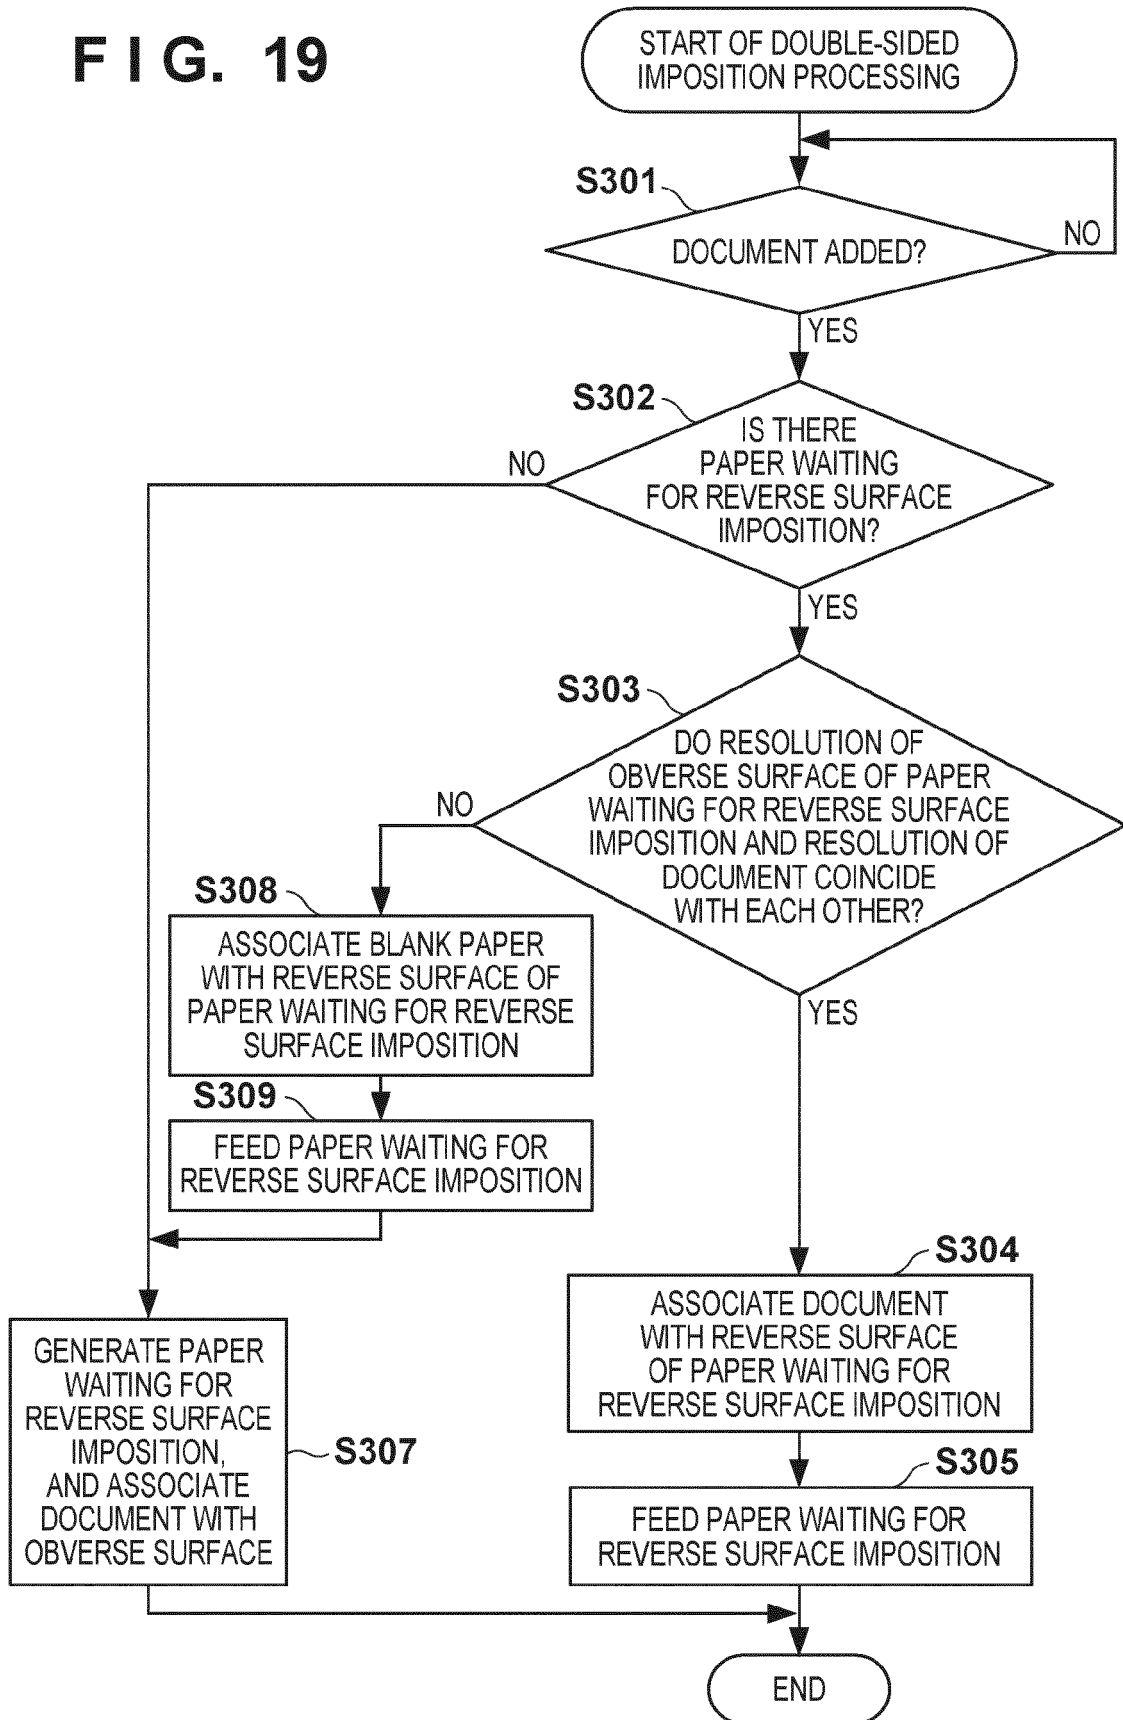 FIG. 19
START OF DOUBLE-SIDED
IMPOSITION PROCESSING
S301
DOCUMENT ADDED?
NO
YES
S302
IS THERE
PAPER WAITING
FOR REVERSE SURFACE
IMPOSITION?
NO
YES
S303
DO RESOLUTION OF
OBVERSE SURFACE OF PAPER
WAITING FOR REVERSE SURFACE
IMPOSITION AND RESOLUTION OF
DOCUMENT COINCIDE
WITH EACH OTHER?
NO
YES
S308
ASSOCIATE BLANK PAPER
WITH REVERSE SURFACE OF
PAPER WAITING FOR REVERSE
SURFACE IMPOSITION
S309
FEED PAPER WAITING FOR
REVERSE SURFACE IMPOSITION
S304
ASSOCIATE DOCUMENT
WITH REVERSE SURFACE
OF PAPER WAITING FOR
REVERSE SURFACE IMPOSITION
GENERATE PAPER
WAITING FOR
REVERSE SURFACE
IMPOSITION,
AND ASSOCIATE
DOCUMENT WITH
OBVERSE SURFACE
S307
S305
FEED PAPER WAITING FOR
REVERSE SURFACE IMPOSITION
END